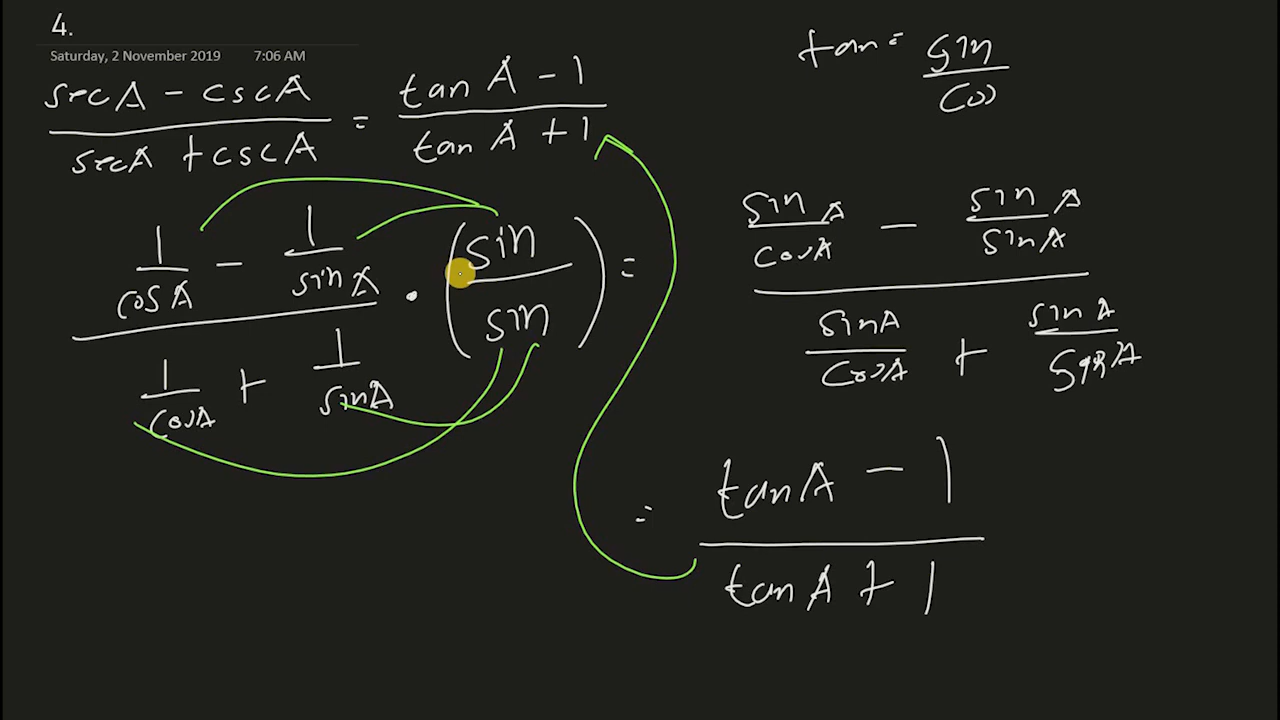 4.
Saturday, 2 November 2019 7:06 AM
secA - cscA / secA + cscA = tan A - 1 / tan A + 1
tan = sin / cos
1/cosA - 1/sinA / 1/cosA + 1/sinA · (sin / sin) =
sinA/cosA - sinA/sinA / sinA/cosA + sinA/sinA
= tanA - 1 / tanA + 1